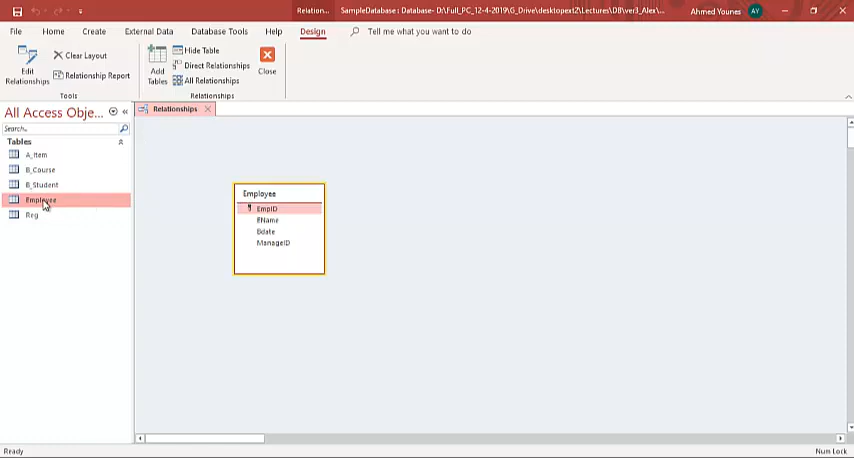 Relation... SampleDatabase : Database- D:\Full_PC_12-4-2019\G_Drive\desktopext2\Lectures\DB\ver3_Alex\... Ahmed Younes AY
File Home Create External Data Database Tools Help Design Tell me what you want to do
Edit Relationships
Clear Layout
Relationship Report
Tools
Add Tables
Hide Table
Direct Relationships
All Relationships
Close
Relationships
All Access Obje...
Search..
Tables
A_Item
B_Course
B_Student
Employee
Reg
Relationships
Employee
EmpID
EName
Bdate
ManageID
Ready
Num Lock